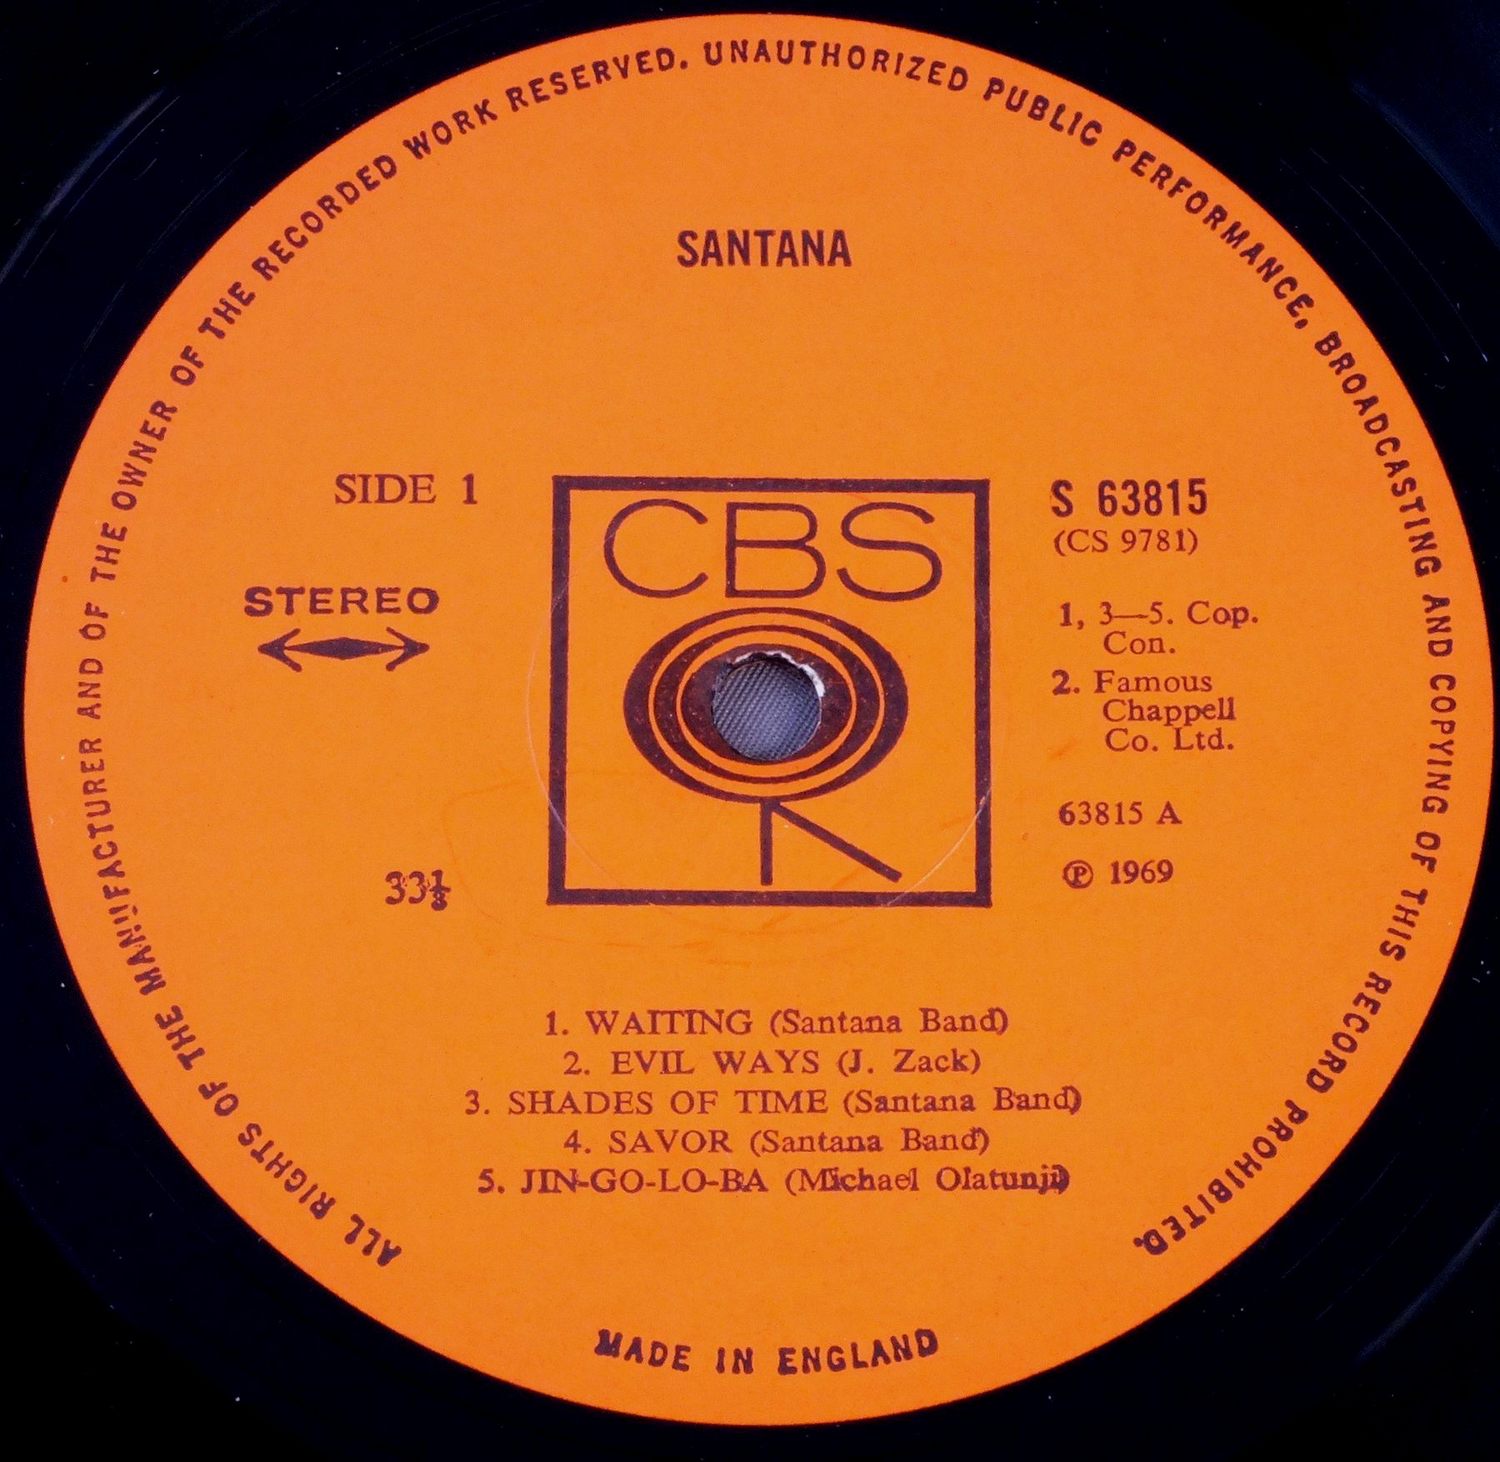 ALL RIGHTS OF THE MANUFACTURER AND OF THE OWNER OF THE RECORDED WORK RESERVED. UNAUTHORIZED PUBLIC PERFORMANCE, BROADCASTING AND COPYING OF THIS RECORD PROHIBITED.
SANTANA
SIDE 1
STEREO
33⅓
CBS
S 63815
(CS 9781)
1, 3—5. Cop.
Con.
2. Famous
Chappell
Co. Ltd.
63815 A
℗ 1969
1. WAITING (Santana Band)
2. EVIL WAYS (J. Zack)
3. SHADES OF TIME (Santana Band)
4. SAVOR (Santana Band)
5. JIN-GO-LO-BA (Michael Olatunji)
MADE IN ENGLAND